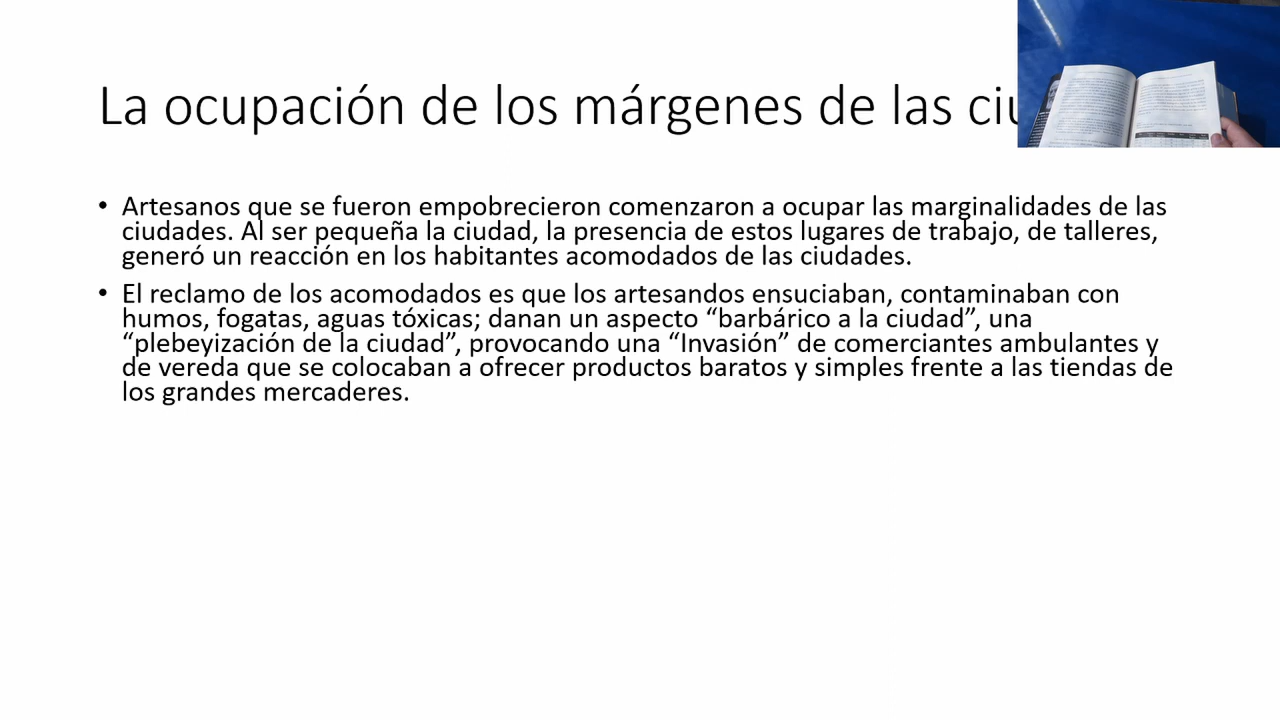 La ocupación de los márgenes de las
• Artesanos que se fueron empobrecieron comenzaron a ocupar las marginalidades de las
ciudades. Al ser pequeña la ciudad, la presencia de estos lugares de trabajo, de talleres,
generó un reacción en los habitantes acomodados de las ciudades.
• El reclamo de los acomodados es que los artesandos ensuciaban, contaminaban con
humos, fogatas, aguas tóxicas; danan un aspecto “barbárico a la ciudad”, una
“plebeyización de la ciudad”, provocando una “Invasión” de comerciantes ambulantes y
de vereda que se colocaban a ofrecer productos baratos y simples frente a las tiendas de
los grandes mercaderes.